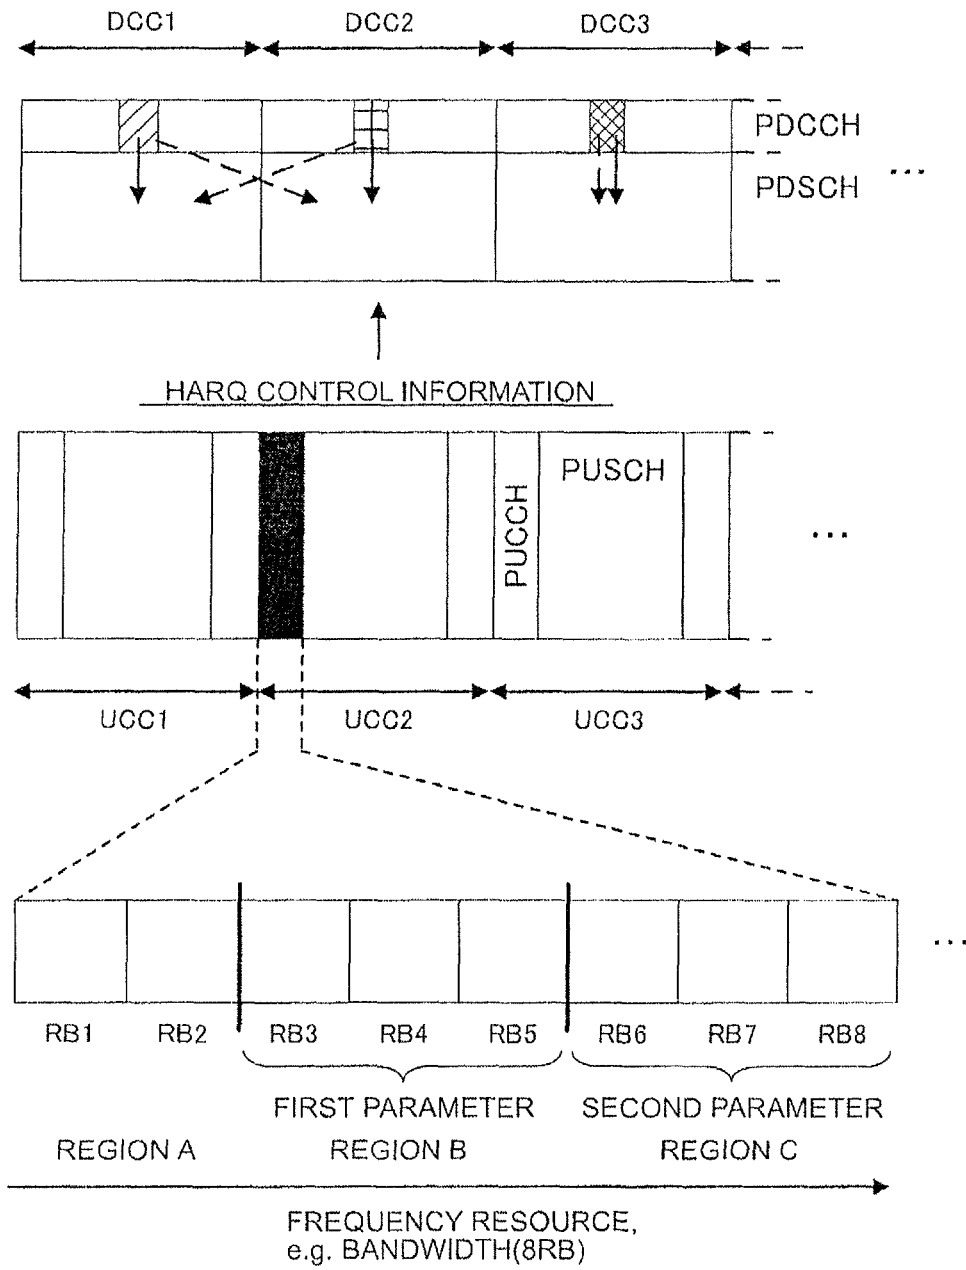 DCC1 DCC2 DCC3
PDCCH
PDSCH
...
HARQ CONTROL INFORMATION
PUCCH
PUSCH
...
UCC1 UCC2 UCC3
...
RB1 RB2 RB3 RB4 RB5 RB6 RB7 RB8
FIRST PARAMETER SECOND PARAMETER
REGION A REGION B REGION C
FREQUENCY RESOURCE,
e.g. BANDWIDTH(8RB)